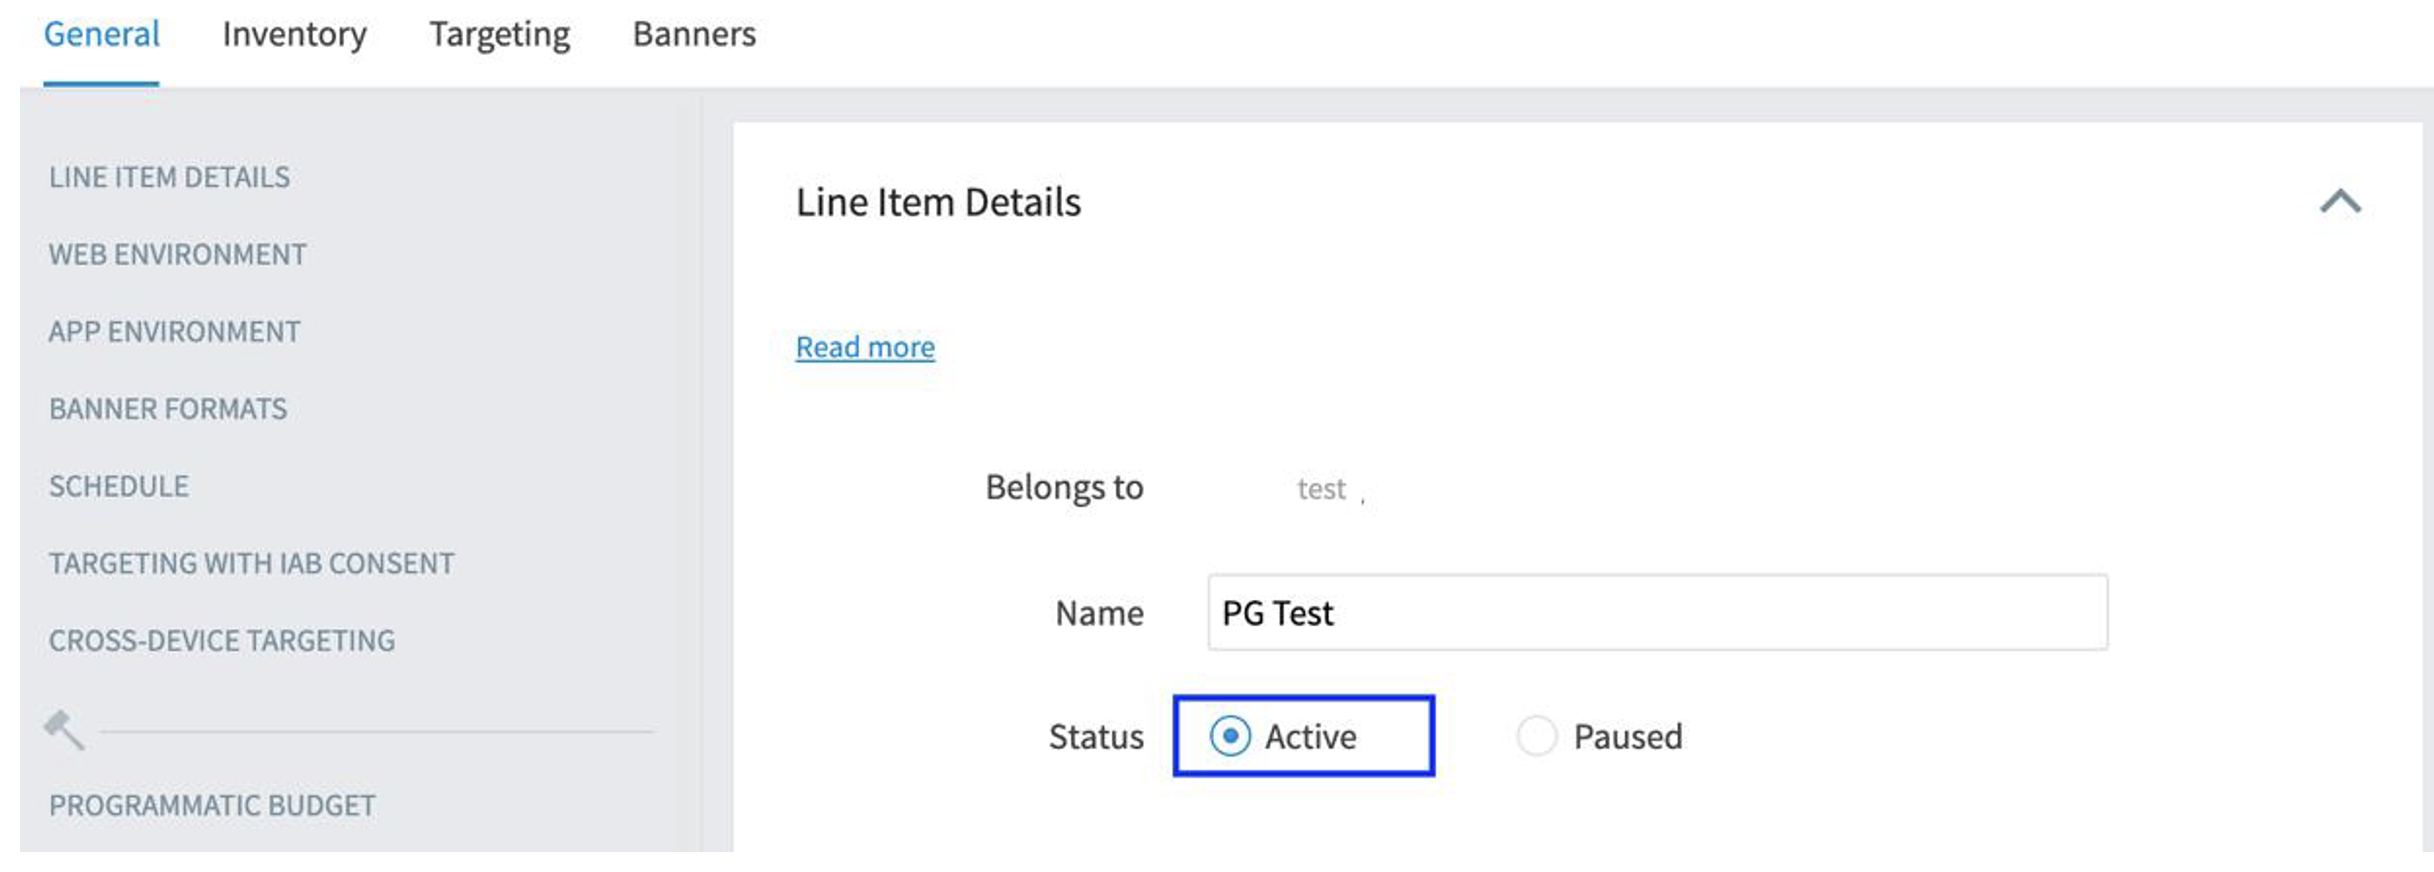 General Inventory Targeting Banners
LINE ITEM DETAILS
WEB ENVIRONMENT
APP ENVIRONMENT
BANNER FORMATS
SCHEDULE
TARGETING WITH IAB CONSENT
CROSS-DEVICE TARGETING
PROGRAMMATIC BUDGET
Line Item Details
Read more
Belongs to test ,
Name PG Test
Status Active Paused